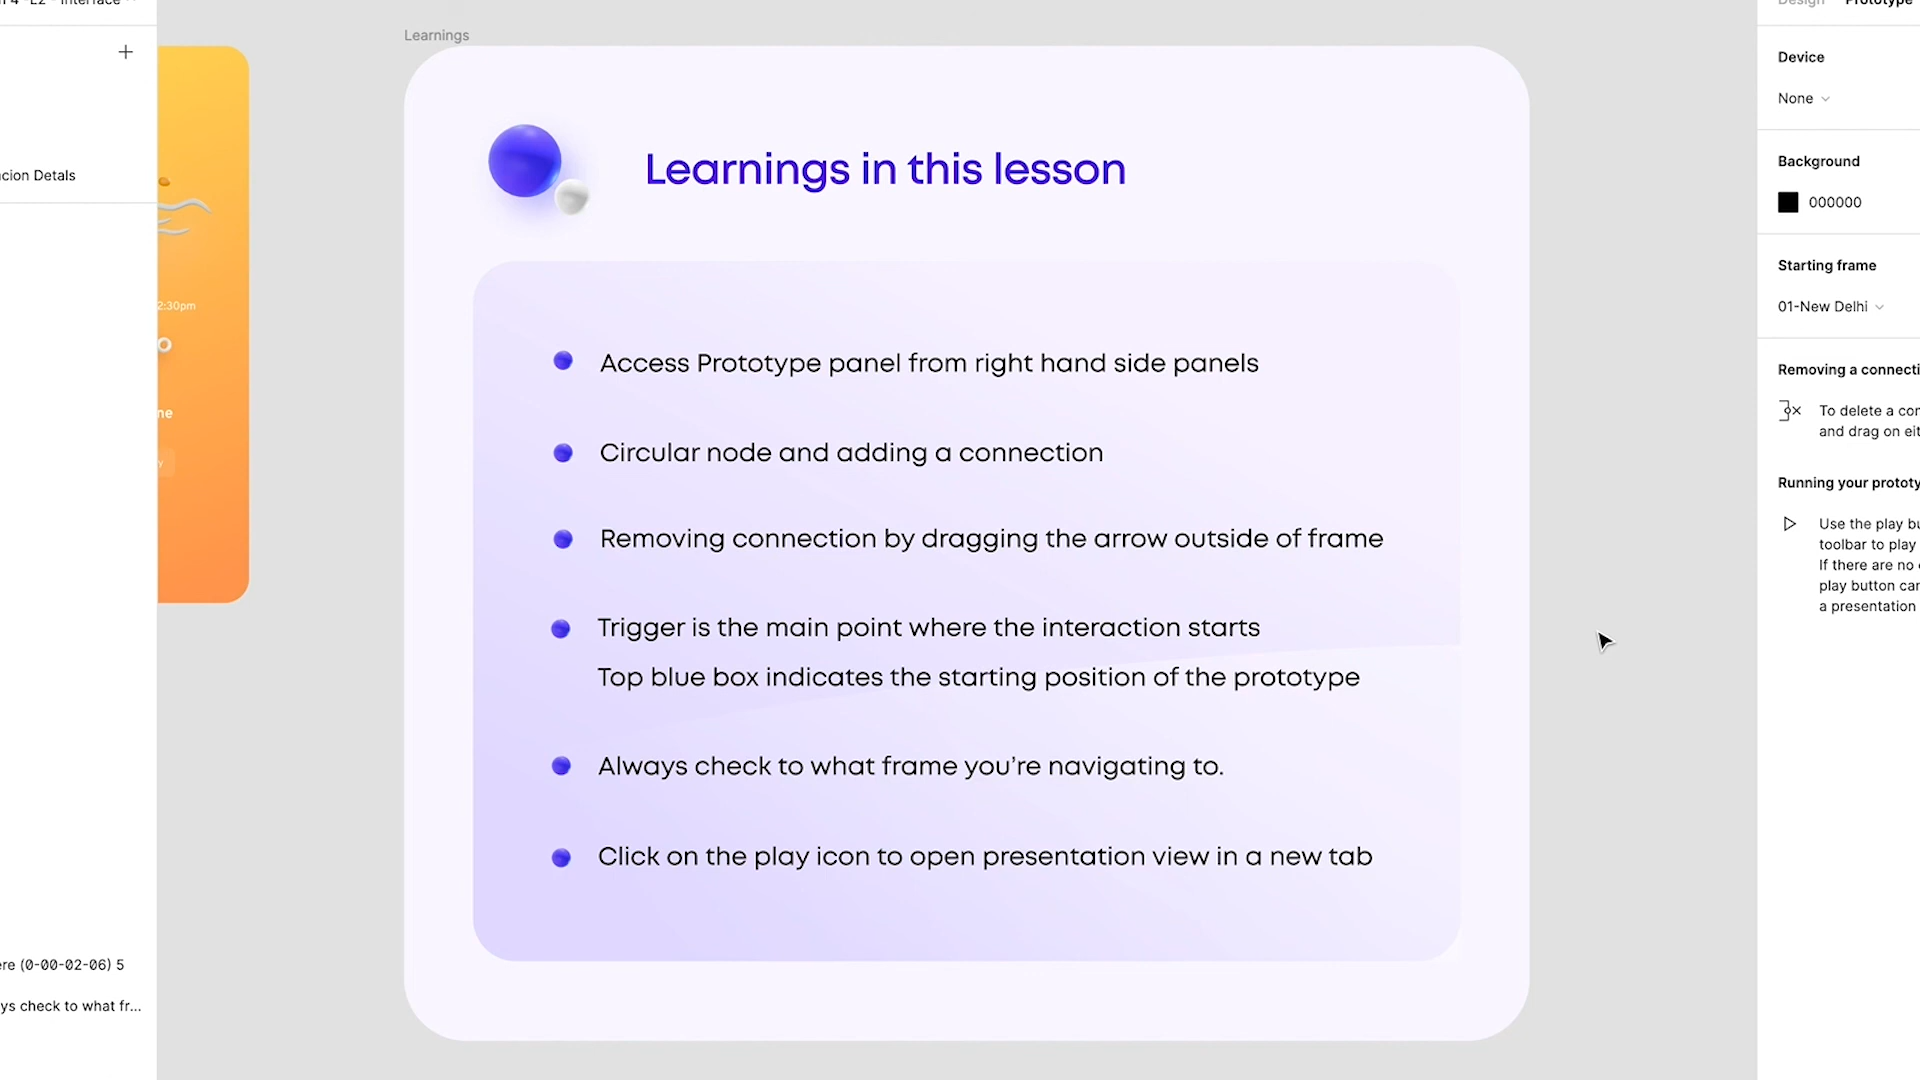 Interface
Design Prototype
Learnings
Device
None
Learnings in this lesson
Background
cion Detals
000000
Starting frame
2:30pm
01-New Delhi
Access Prototype panel from right hand side panels
Removing a connecti
To delete a con
and drag on eit
ne
Circular node and adding a connection
y
Running your prototy
Use the play bu
toolbar to play
If there are no
play button can
a presentation
Removing connection by dragging the arrow outside of frame
Trigger is the main point where the interaction starts
Top blue box indicates the starting position of the prototype
Always check to what frame you're navigating to.
Click on the play icon to open presentation view in a new tab
ere (0-00-02-06) 5
ys check to what fr...